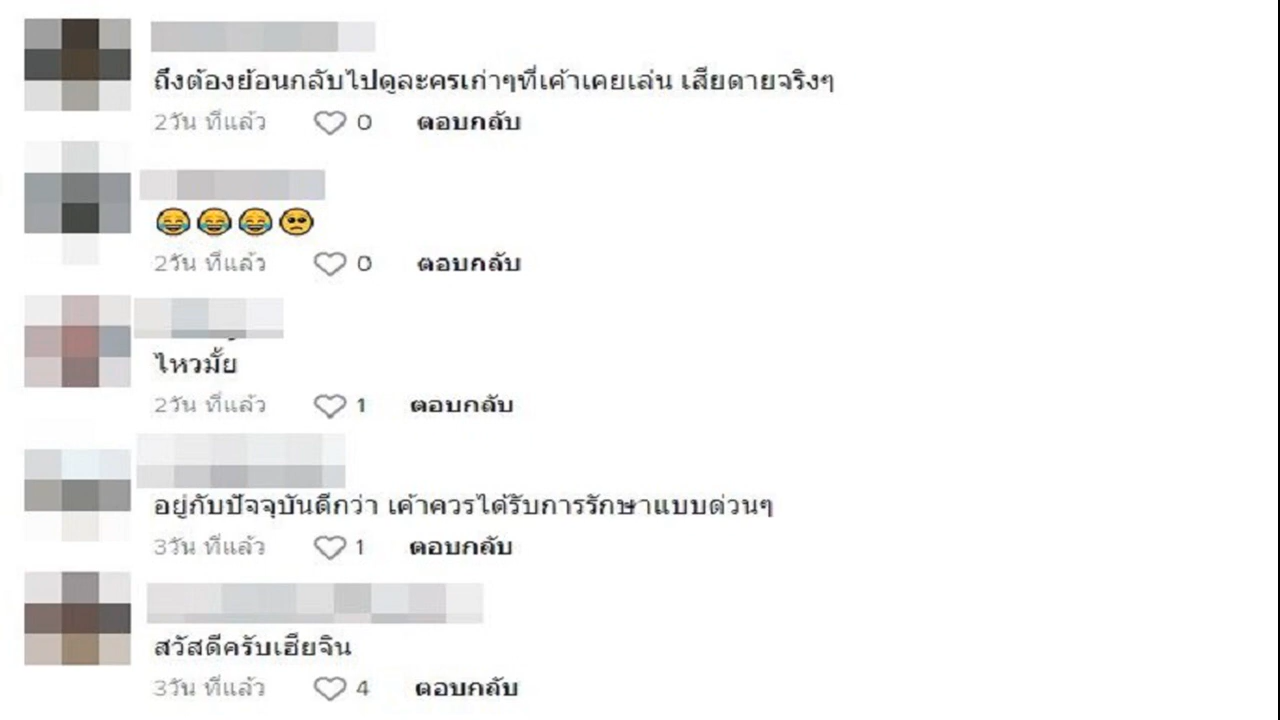 ถึงต้องย้อนกลับไปดูละครเก่าๆที่เค้าเคยเล่น เสียดายจริงๆ
2วัน ที่แล้ว 0 ตอบกลับ
😂😂😂🥺
2วัน ที่แล้ว 0 ตอบกลับ
ไหวมั้ย
2วัน ที่แล้ว 1 ตอบกลับ
อยู่กับปัจจุบันดีกว่า เค้าควรได้รับการรักษาแบบด่วนๆ
3วัน ที่แล้ว 1 ตอบกลับ
สวัสดีครับเฮียจิน
3วัน ที่แล้ว 4 ตอบกลับ